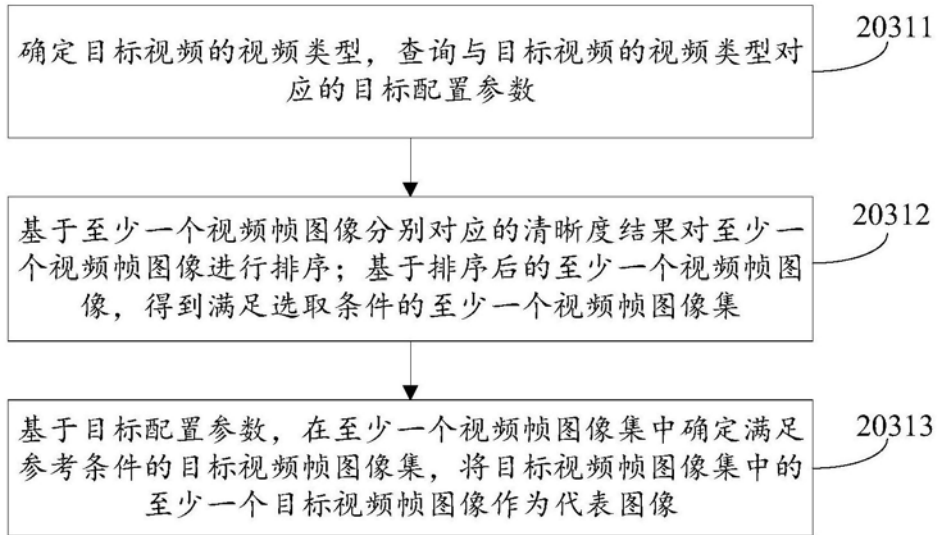 确定目标视频的视频类型，查询与目标视频的视频类型对
应的目标配置参数
20311
基于至少一个视频帧图像分别对应的清晰度结果对至少一
个视频帧图像进行排序；基于排序后的至少一个视频帧图
像，得到满足选取条件的至少一个视频帧图像集
20312
基于目标配置参数，在至少一个视频帧图像集中确定满足
参考条件的目标视频帧图像集，将目标视频帧图像集中的
至少一个目标视频帧图像作为代表图像
20313